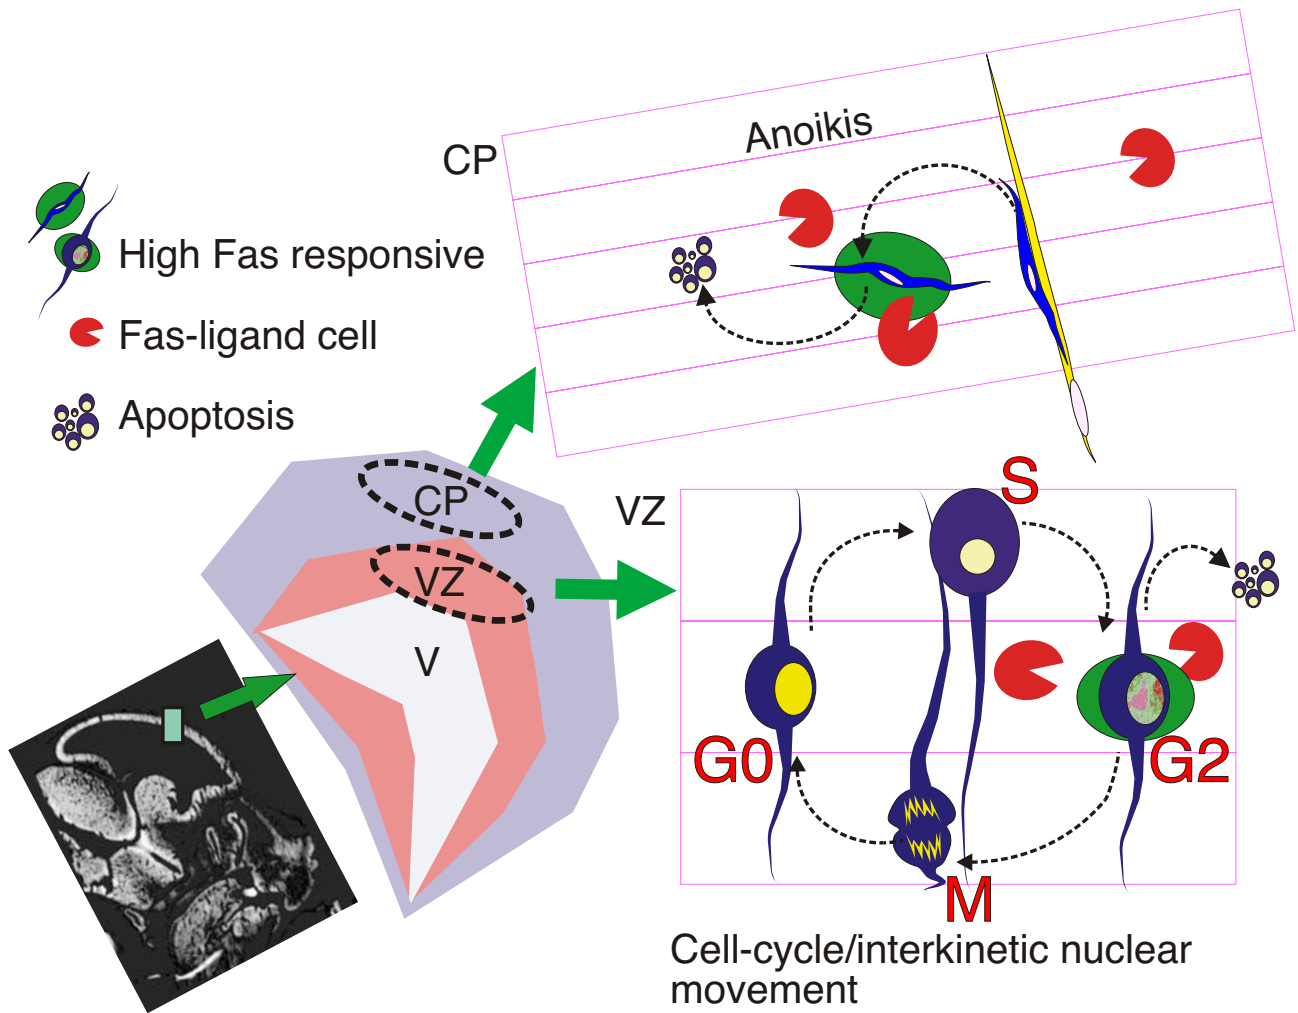 CP
Anoikis
High Fas responsive
Fas-ligand cell
Apoptosis
CP
VZ
V
VZ
S
G0
G2
M
Cell-cycle/interkinetic nuclear
movement